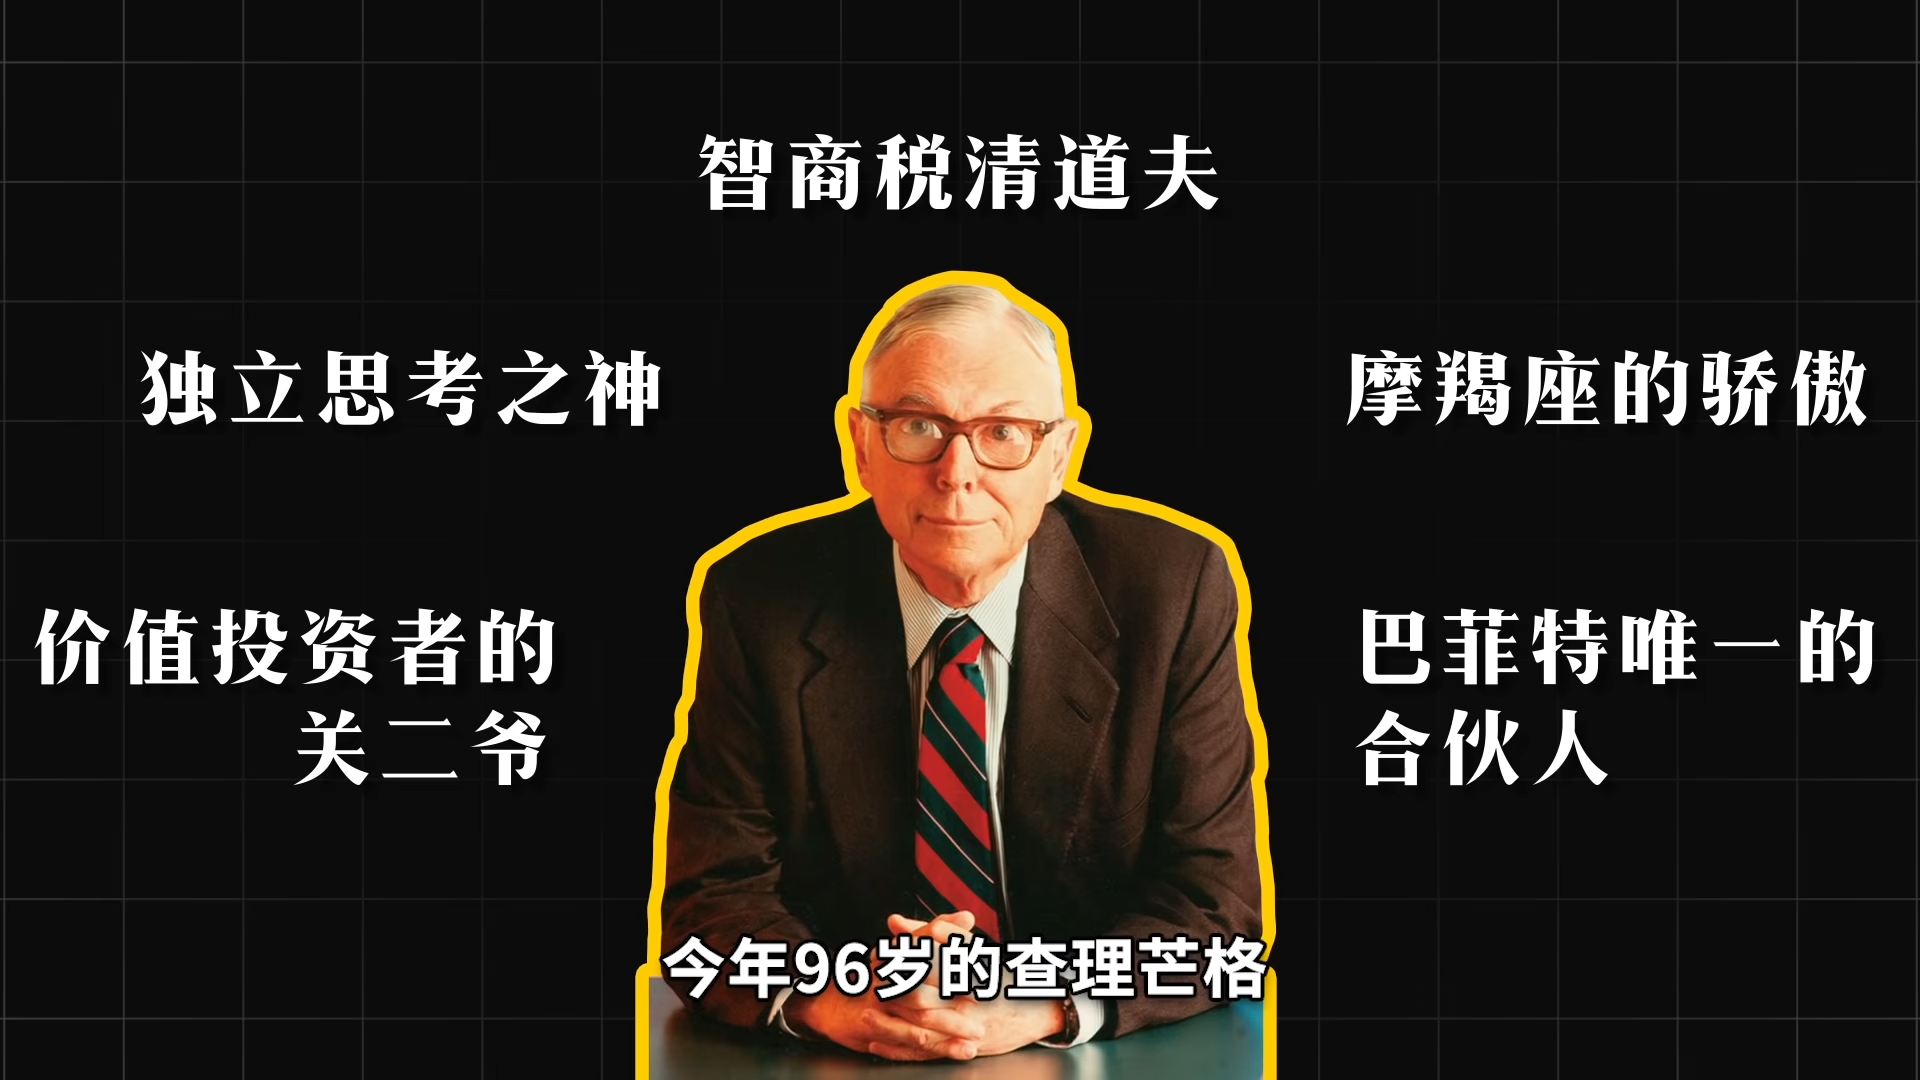 智商税清道夫
独立思考之神
摩羯座的骄傲
价值投资者的
关二爷
巴菲特唯一的
合伙人
今年96岁的查理芒格